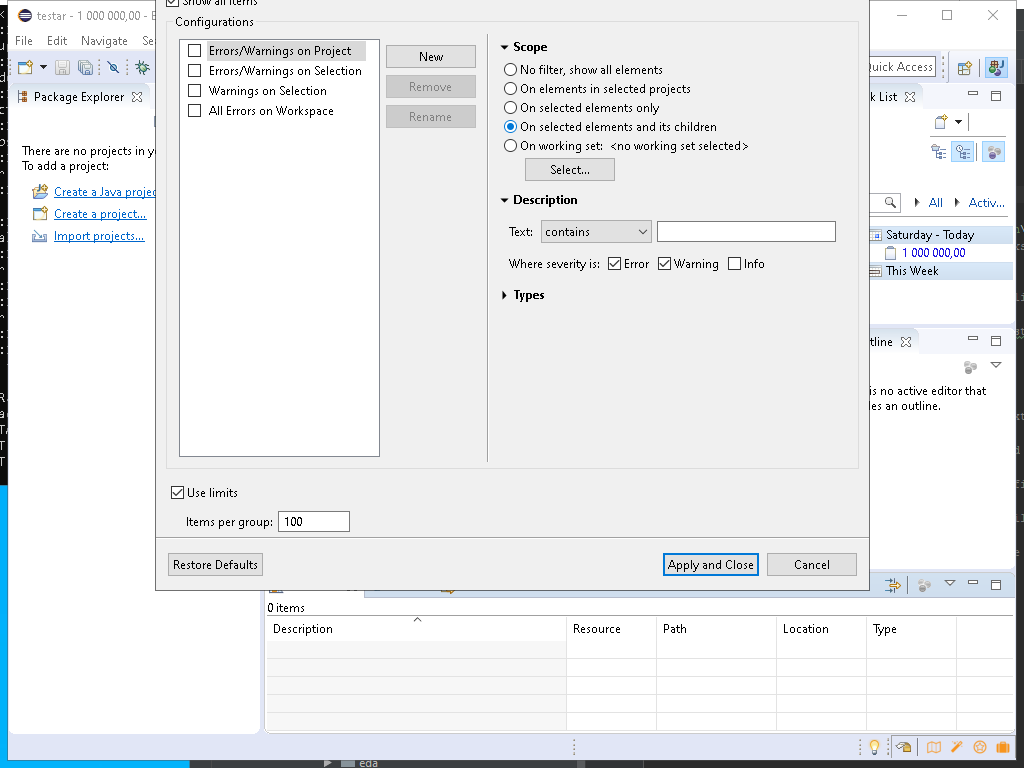 Show all items
testar - 1 000 000,00 - E
Configurations
File Edit Navigate Se
Errors/Warnings on Project
Errors/Warnings on Selection
Warnings on Selection
All Errors on Workspace
New
Remove
Rename
Scope
No filter, show all elements
On elements in selected projects
On selected elements only
On selected elements and its children
On working set: <no working set selected>
Select...
Description
Text: contains
Where severity is: Error Warning Info
Types
Quick Access
Package Explorer
k List
There are no projects in y
To add a project:
Create a Java projec
Create a project...
Import projects...
All Activ...
Saturday - Today
1 000 000,00
This Week
tline
is no active editor that
es an outline.
Use limits
Items per group: 100
Restore Defaults
Apply and Close
Cancel
0 items
Description Resource Path Location Type
eda